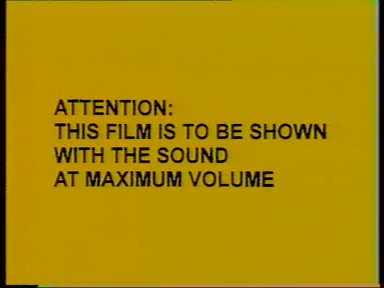 ATTENTION:
THIS FILM IS TO BE SHOWN
WITH THE SOUND
AT MAXIMUM VOLUME